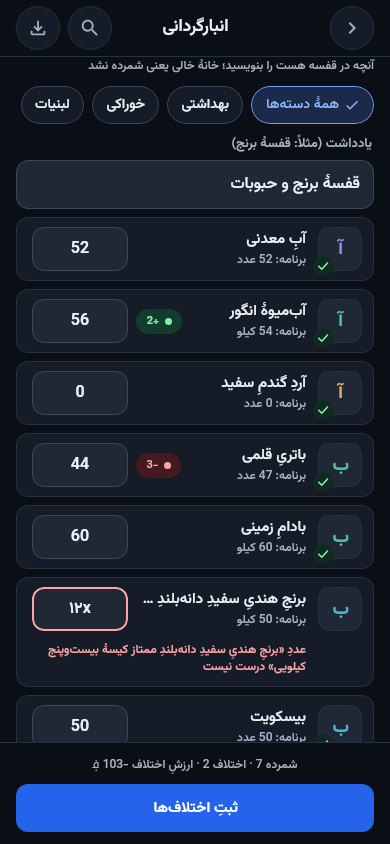 انبارگردانی
آنچه در قفسه هست را بنویسید؛ خانهٔ خالی یعنی شمرده نشد
همهٔ دسته‌ها
بهداشتی
خوراکی
لبنیات
یادداشت (مثلاً: قفسهٔ برنج)
قفسهٔ برنج و حبوبات
آ
آبِ معدنی
برنامه: 52 عدد
52
آ
آب‌میوهٔ انگور
برنامه: 54 کیلو
+2
56
آ
آردِ گندمِ سفید
برنامه: 0 عدد
0
ب
باتریِ قلمی
برنامه: 47 عدد
−3
44
ب
بادامِ زمینی
برنامه: 60 کیلو
60
ب
برنجِ هندیِ سفیدِ دانه‌بلندِ ...
برنامه: 50 کیلو
۱۲x
عددِ «برنجِ هندیِ سفیدِ دانه‌بلندِ ممتاز کیسهٔ بیست‌وپنج
کیلویی» درست نیست
ب
بیسکویت
برنامه: 50 عدد
50
شمرده 7 · اختلاف 2 · ارزشِ اختلاف −103 ؋
ثبتِ اختلاف‌ها